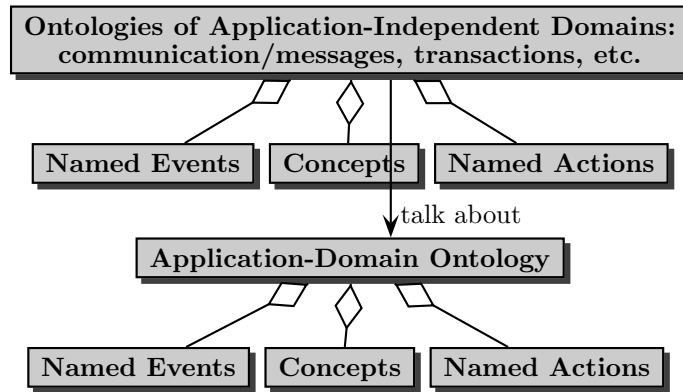 Ontologies of Application-Independent Domains:
communication/messages, transactions, etc.
Named Events
Concepts
Named Actions
talk about
Application-Domain Ontology
Named Events
Concepts
Named Actions